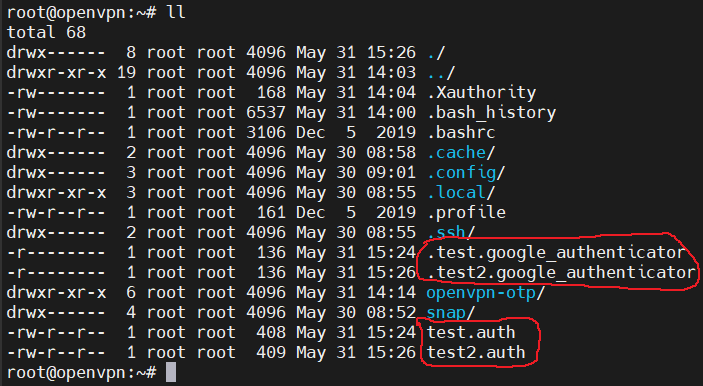 root@openvpn:~# ll
total 68
drwx------  8 root root 4096 May 31 15:26 ./
drwxr-xr-x 19 root root 4096 May 31 14:03 ../
-rw-------  1 root root  168 May 31 14:04 .Xauthority
-rw-------  1 root root 6537 May 31 14:00 .bash_history
-rw-r--r--  1 root root 3106 Dec  5  2019 .bashrc
drwx------  2 root root 4096 May 30 08:58 .cache/
drwx------  3 root root 4096 May 30 09:01 .config/
drwxr-xr-x  3 root root 4096 May 30 08:55 .local/
-rw-r--r--  1 root root  161 Dec  5  2019 .profile
drwx------  2 root root 4096 May 30 08:55 .ssh/
-r--------  1 root root  136 May 31 15:24 .test.google_authenticator
-r--------  1 root root  136 May 31 15:26 .test2.google_authenticator
drwxr-xr-x  6 root root 4096 May 31 14:14 openvpn-otp/
drwx------  4 root root 4096 May 30 08:52 snap/
-rw-r--r--  1 root root  408 May 31 15:24 test.auth
-rw-r--r--  1 root root  409 May 31 15:26 test2.auth
root@openvpn:~#